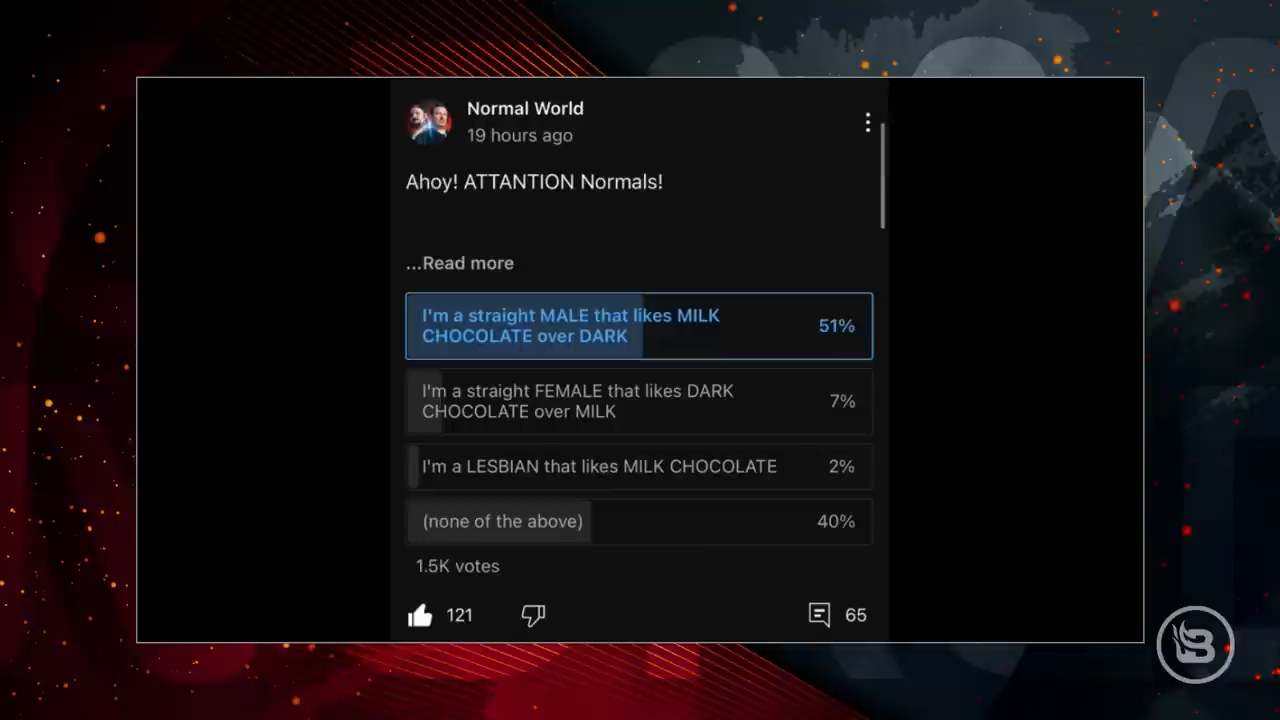 Normal World
19 hours ago
Ahoy! ATTANTION Normals!
...Read more
I'm a straight MALE that likes MILK
CHOCOLATE over DARK
51%
I'm a straight FEMALE that likes DARK
CHOCOLATE over MILK
7%
I'm a LESBIAN that likes MILK CHOCOLATE
2%
(none of the above)
40%
1.5K votes
121
65
B